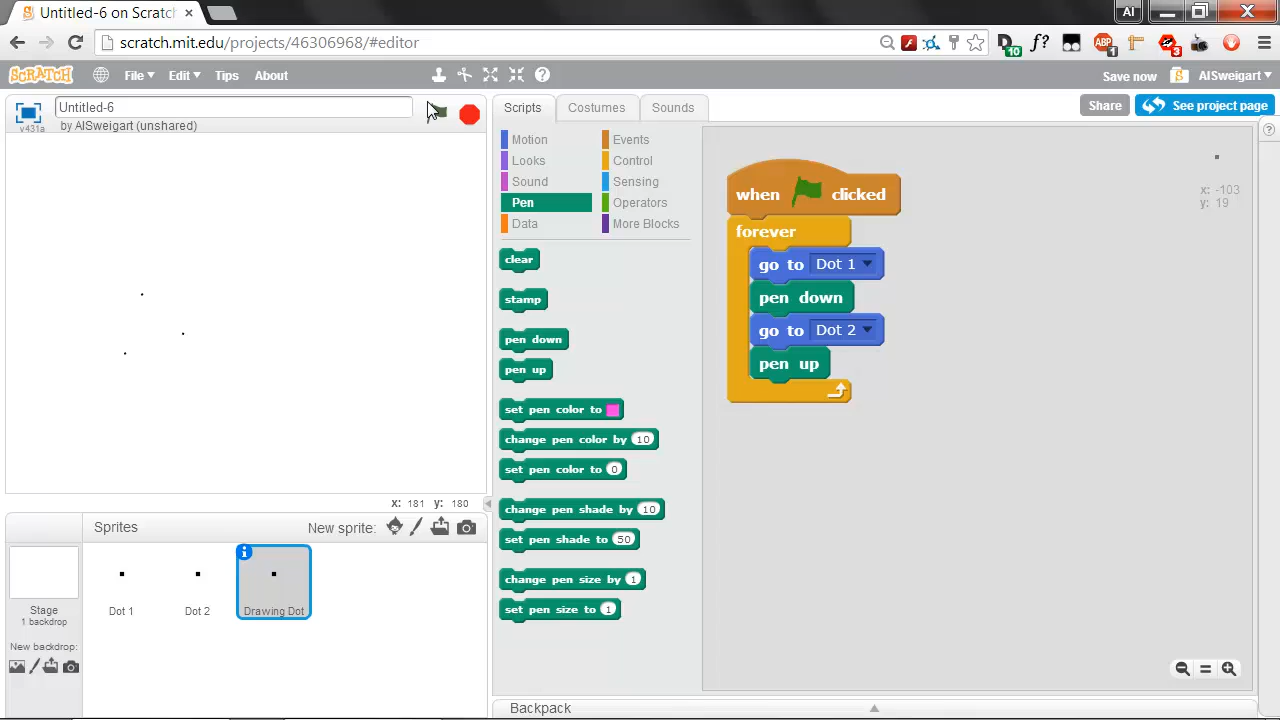 Untitled-6 on Scratch
AI
scratch.mit.edu/projects/46306968/#editor
10
f?
ABP
1
3
SCRATCH
File
Edit
Tips
About
Save now
AlSweigart
Untitled-6
by AlSweigart (unshared)
v431a
Scripts
Costumes
Sounds
Share
See project page
Motion
Events
Looks
Control
Sound
Sensing
Pen
Operators
Data
More Blocks
clear
stamp
pen down
pen up
set pen color to
change pen color by 10
set pen color to 0
change pen shade by 10
set pen shade to 50
change pen size by 1
set pen size to 1
when clicked
forever
go to Dot 1
pen down
go to Dot 2
pen up
x: -103
y: 19
x: 181 y: 180
Sprites
New sprite:
Stage
1 backdrop
New backdrop:
Dot 1
Dot 2
Drawing Dot
Backpack